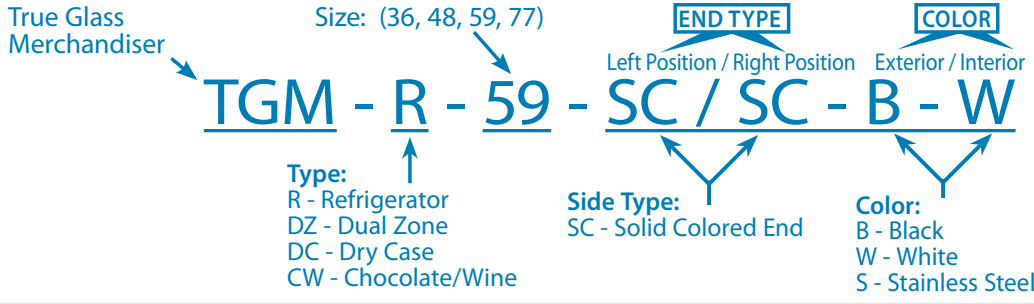 True Glass
Merchandiser
Size: (36, 48, 59, 77)
END TYPE
COLOR
Left Position / Right Position
Exterior / Interior
TGM - R - 59 - SC / SC - B - W
Type:
R - Refrigerator
DZ - Dual Zone
DC - Dry Case
CW - Chocolate/Wine
Side Type:
SC - Solid Colored End
Color:
B - Black
W - White
S - Stainless Steel